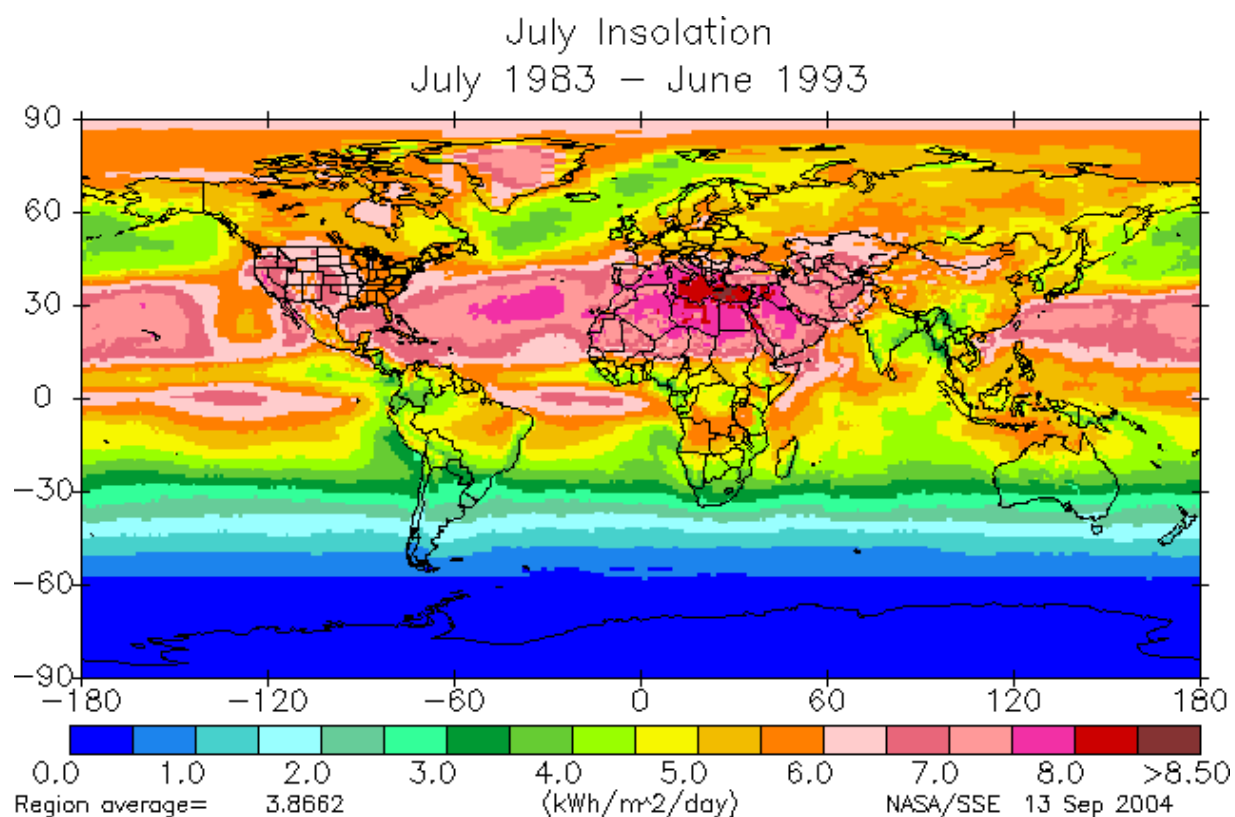 July Insolation
July 1983 – June 1993
90
60
30
0
−30
−60
−90
−180 −120 −60 0 60 120 180
0.0 1.0 2.0 3.0 4.0 5.0 6.0 7.0 8.0 >8.50
Region average= 3.8662 (kWh/m^2/day) NASA/SSE 13 Sep 2004